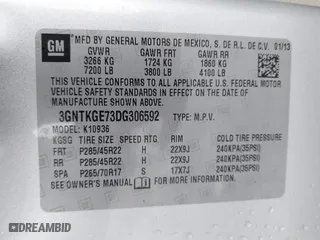 GM
MFD BY GENERAL MOTORS DE MEXICO, S. DE R.L. DE C.V. 01/13
GVWR GAWR FRT GAWR RR
3266 KG 1724 KG 1860 KG
7200 LB 3800 LB 4100 LB
THIS VEHICLE CONFORMS TO ALL APPLICABLE U.S. FEDERAL MOTOR
VEHICLE SAFETY STANDARDS IN EFFECT ON THE DATE OF
MANUFACTURE SHOWN ABOVE.
3GNTKGE73DG306592 TYPE: M.P.V.
MODEL: K10936
TIRE SIZE SPEED RIM COLD TIRE PRESSURE
FRT P285/45R22 H 22X9J 240KPA(35PSI)
RR P285/45R22 H 22X9J 240KPA(35PSI)
SPA P265/70R17 S 17X7J 240KPA(35PSI)
SEE OWNER'S MANUAL FOR ADDITIONAL INFORMATION.
© DRIVEDIRECT.AUTO